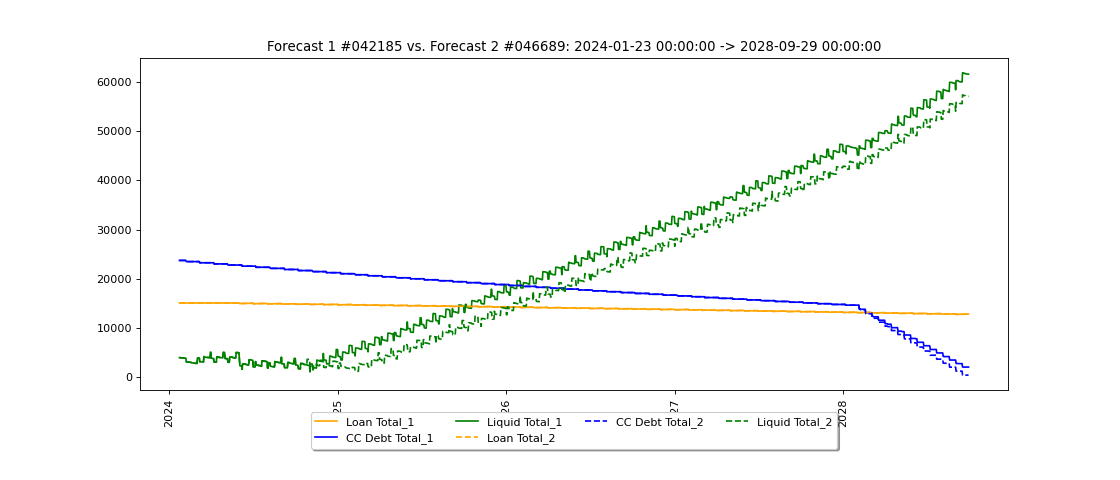 Forecast 1 #042185 vs. Forecast 2 #046689: 2024-01-23 00:00:00 -> 2028-09-29 00:00:00
60000
50000
40000
30000
20000
10000
0
2024
25
26
27
2028
Loan Total_1
Liquid Total_1
CC Debt Total_2
Liquid Total_2
CC Debt Total_1
Loan Total_2